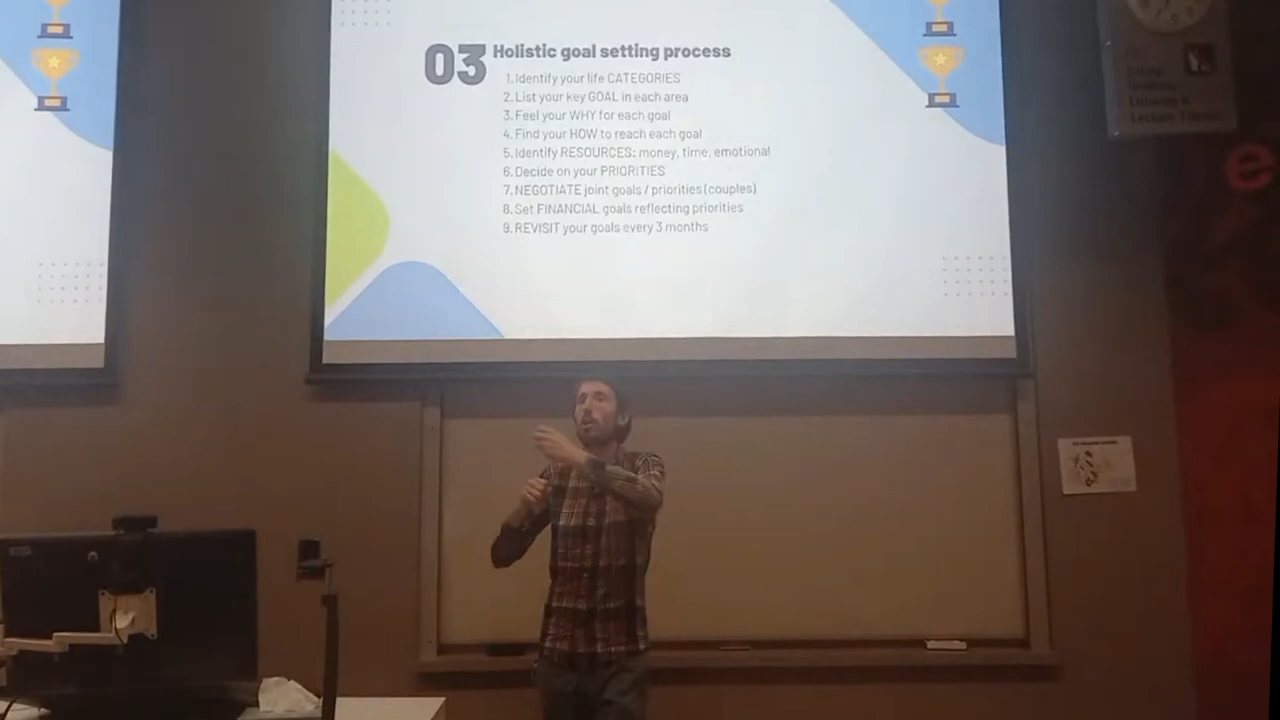 03 Holistic goal setting process
1. Identify your life CATEGORIES
2. List your key GOAL in each area
3. Feel your WHY for each goal
4. Find your HOW to reach each goal
5. Identify RESOURCES: money, time, emotional
6. Decide on your PRIORITIES
7. NEGOTIATE joint goals / priorities (couples)
8. Set FINANCIAL goals reflecting priorities
9. REVISIT your goals every 3 months
e